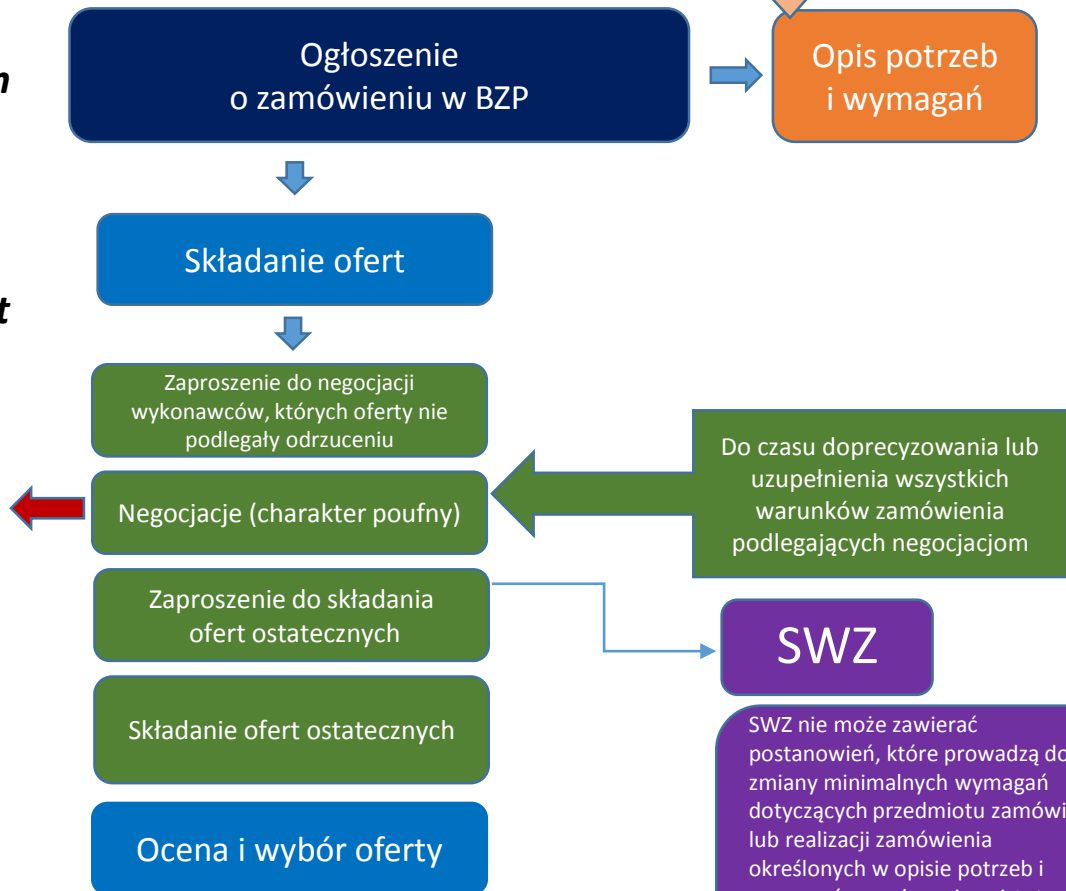 Ogłoszenie
o zamówieniu w BZP
Opis potrzeb
i wymagań
Składanie ofert
Zaproszenie do negocjacji
wykonawców, których oferty nie
podlegały odrzuceniu
Negocjacje (charakter poufny)
Do czasu doprecyzowania lub
uzupełnienia wszystkich
warunków zamówienia
podlegających negocjacjom
Zaproszenie do składania
ofert ostatecznych
SWZ
Składanie ofert ostatecznych
SWZ nie może zawierać
postanowień, które prowadzą do
zmiany minimalnych wymagań
dotyczących przedmiotu
lub realizacji zamówienia
określonych w opisie potrzeb i
Ocena i wybór oferty